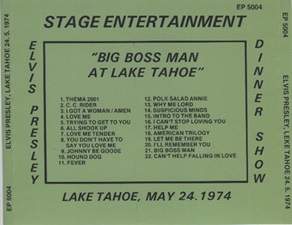 EP 5004
EP 5004
STAGE ENTERTAINMENT
ELVIS PRESLEY, LAKE TAHOE 24. 5. 1974
ELVIS PRESLEY
"BIG BOSS MAN
AT LAKE TAHOE"
1. THEMA 2001
2. C.C. RIDER
3. I GOT A WOMAN / AMEN
4. LOVE ME
5. TRYING TO GET TO YOU
6. ALL SHOOK UP
7. LOVE ME TENDER
8. YOU DON'T HAVE TO
SAY YOU LOVE ME
9. JOHNNY BE GOODE
10. HOUND DOG
11. FEVER
12. POLK SALAD ANNIE
13. WHY ME LORD
14. SUSPICIOUS MINDS
15. INTRO TO THE BAND
16. I CAN'T STOP LOVING YOU
17. HELP ME
18. AMERICAN TRILOGY
19. LET ME BE THERE
20. I'LL REMEMBER YOU
21. BIG BOSS MAN
22. CAN'T HELP FALLING IN LOVE
DINNER SHOW
ELVIS PRESLEY, LAKE TAHOE 24. 5. 1974
LAKE TAHOE, MAY 24.1974
EP 5004
EP 5004